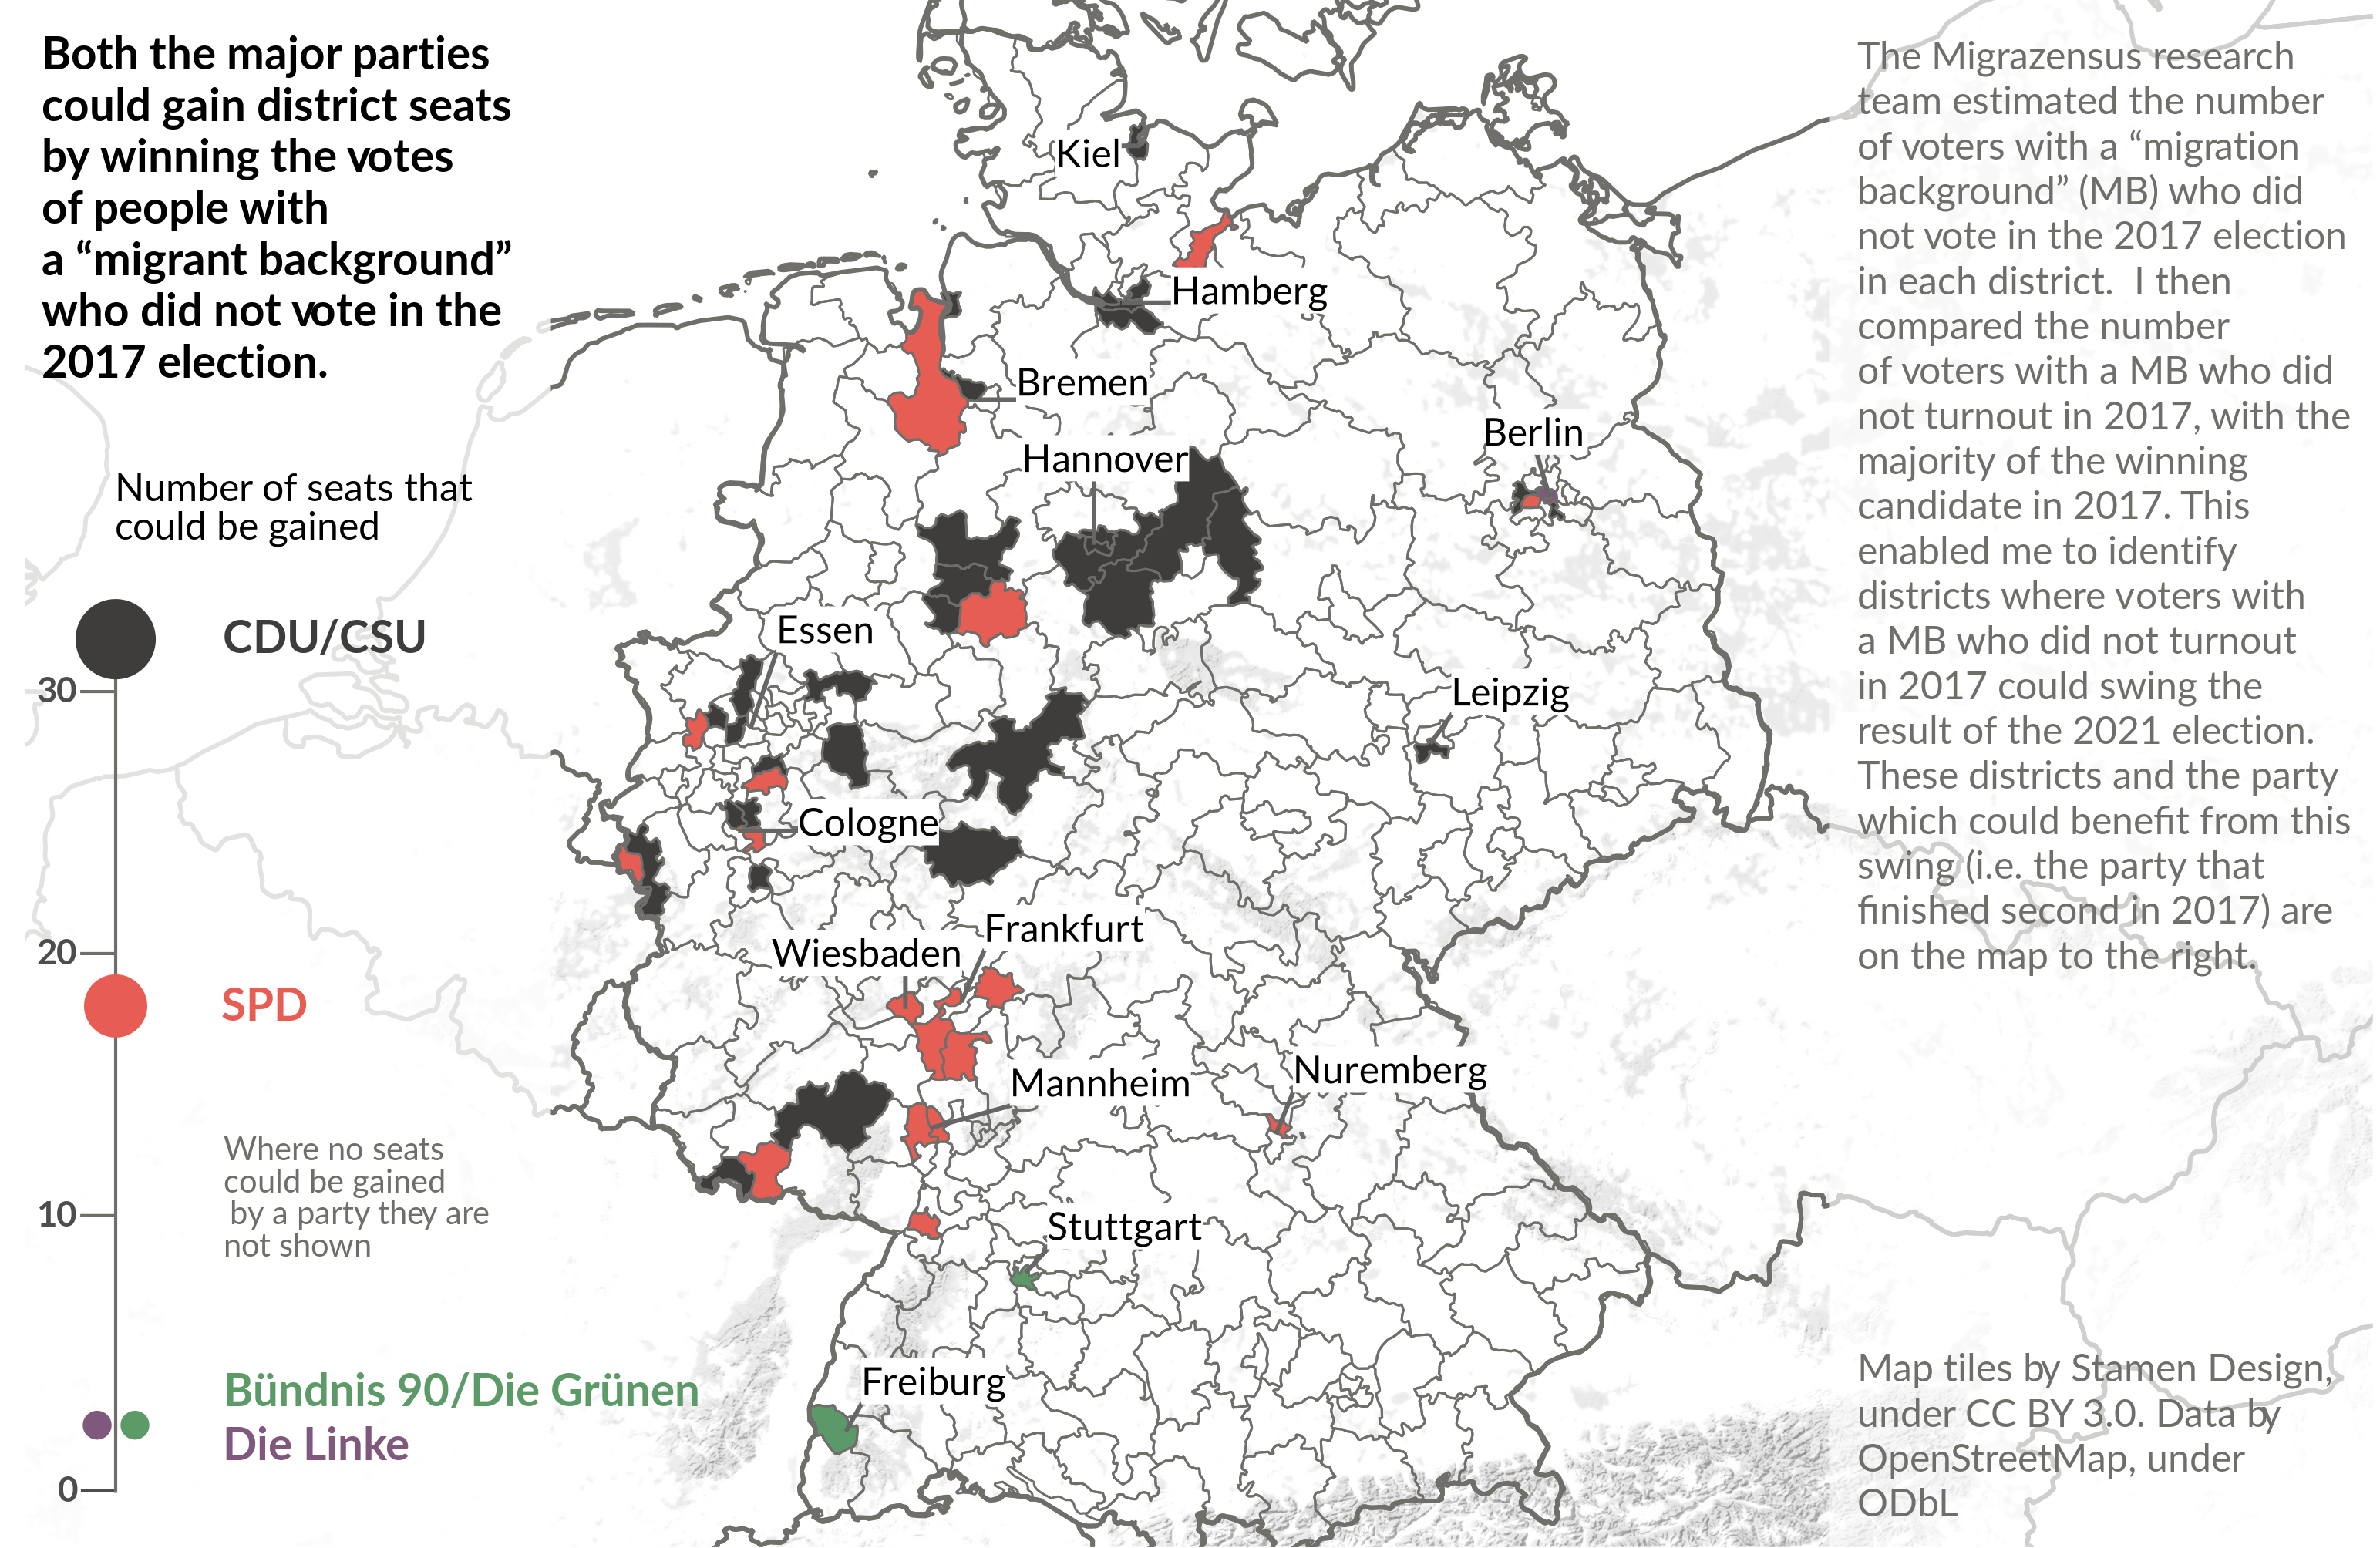 Both the major parties
could gain district seats
by winning the votes
of people with
a “migrant background”
who did not vote in the
2017 election.
Number of seats that
could be gained
CDU/CSU
30
20
SPD
10
Where no seats
could be gained
by a party they are
not shown
Bündnis 90/Die Grünen
Die Linke
0
Kiel
Hamberg
Bremen
Berlin
Hannover
Essen
Leipzig
Cologne
Frankfurt
Wiesbaden
Nuremberg
Mannheim
Stuttgart
Freiburg
The Migrazensus research
team estimated the number
of voters with a “migration
background” (MB) who did
not vote in the 2017 election
in each district.  I then
compared the number
of voters with a MB who did
not turnout in 2017, with the
majority of the winning
candidate in 2017. This
enabled me to identify
districts where voters with
a MB who did not turnout
in 2017 could swing the
result of the 2021 election.
These districts and the party
which could benefit from this
swing (i.e. the party that
finished second in 2017) are
on the map to the right.
Map tiles by Stamen Design,
under CC BY 3.0. Data by
OpenStreetMap, under
ODbL